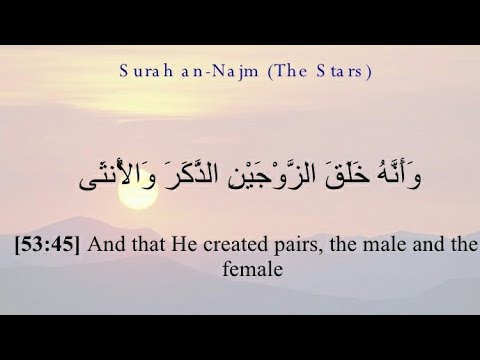 Surah an-Najm (The Stars)
وَأَنَّهُ خَلَقَ الزَّوْجَيْنِ الذَّكَرَ وَالْأُنثَى
[53:45] And that He created pairs, the male and the
female